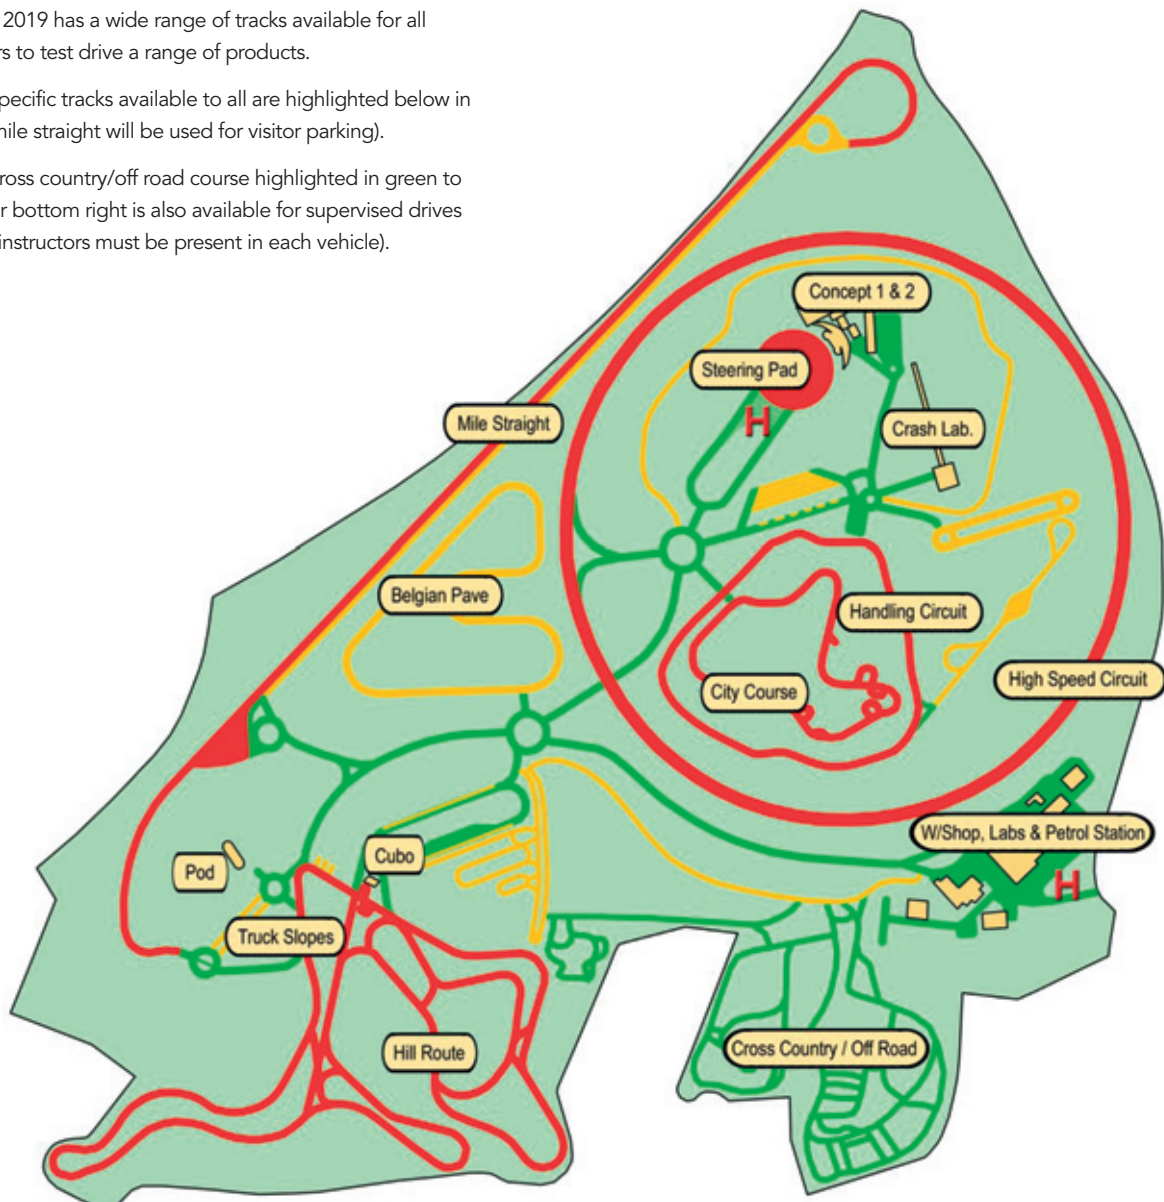 2019 has a wide range of tracks available for all
rs to test drive a range of products.
pecific tracks available to all are highlighted below in
mile straight will be used for visitor parking).
ross country/off road course highlighted in green to
r bottom right is also available for supervised drives
instructors must be present in each vehicle).
Concept 1 & 2
Steering Pad
H
Mile Straight
Crash Lab.
Belgian Pave
Handling Circuit
High Speed Circuit
City Course
W/Shop, Labs & Petrol Station
Cubo
Pod
H
Truck Slopes
Hill Route
Cross Country / Off Road